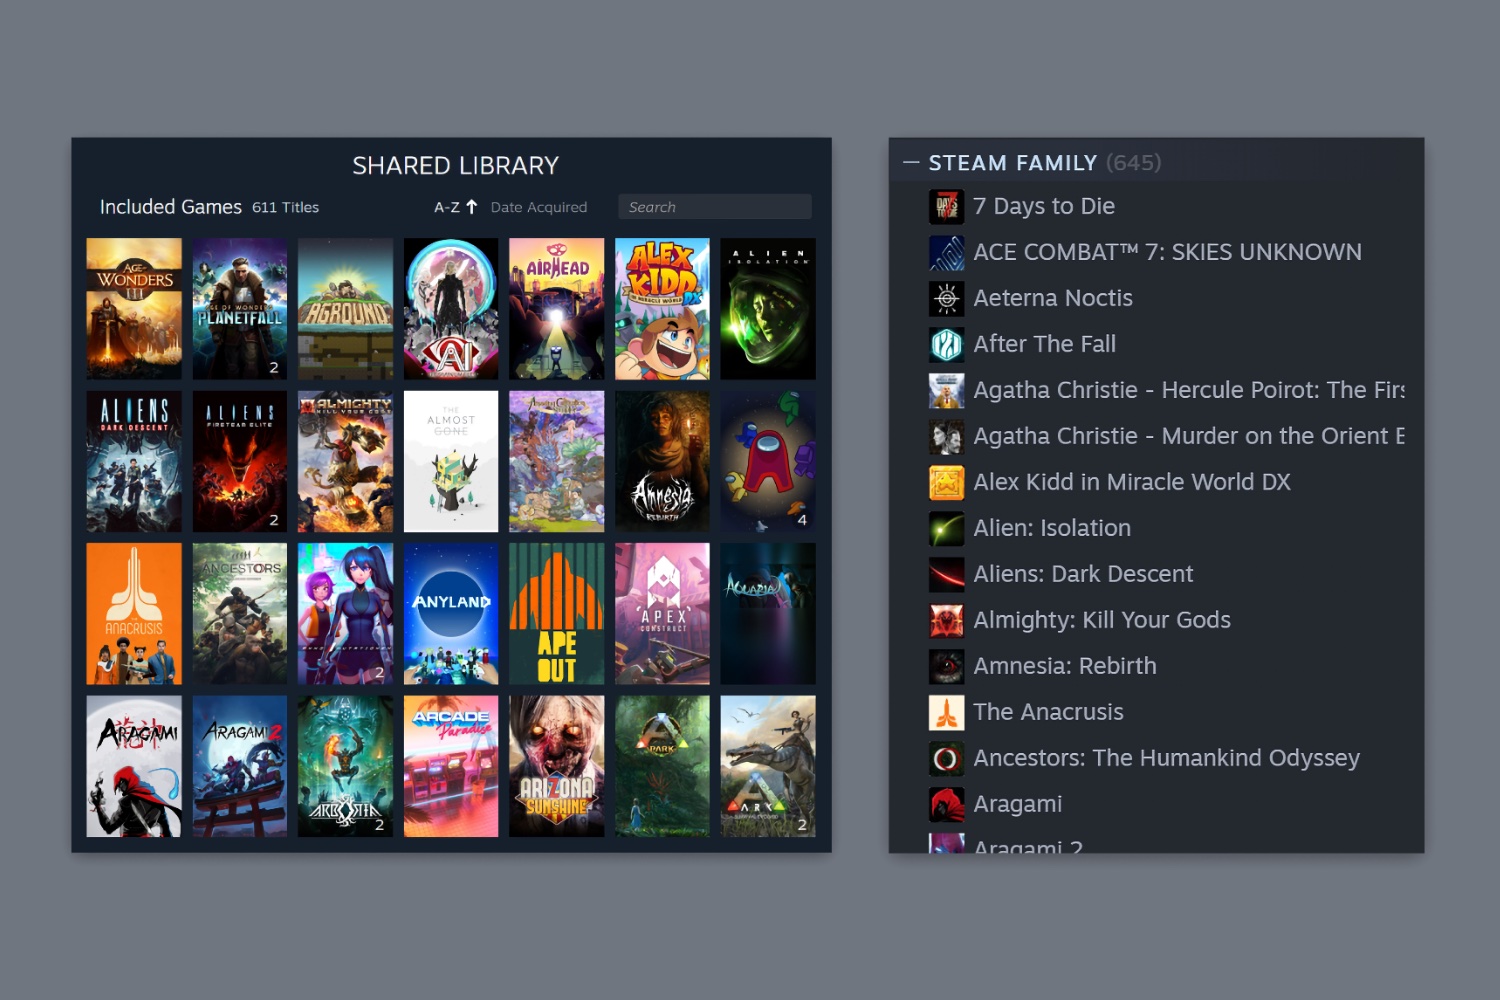 SHARED LIBRARY
Included Games 611 Titles A-Z Date Acquired Search
AGE OF
WONDERS
III
AGE OF WONDERS
PLANETFALL
2
AGROUND
AI
AIRHEAD
ALEX
KIDD
IN MIRACLE WORLD DX
ALIEN
ISOLATION
ALIENS
DARK DESCENT
ALIENS
FIRETEAM ELITE
2
ALMIGHTY
KILL YOUR GODS
THE
ALMOST
GONE
Amnesia
REBIRTH
4
THE
ANACRUSIS
ANCESTORS
2
ANYLAND
APE
OUT
APEX
CONSTRUCT
AQUARIA
ARAGAMI
ARAGAMI 2
ARBORIA
2
ARCADE
Paradise
ARIZONA
SUNSHINE
PARK
ARK
2
STEAM FAMILY (645)
7 Days to Die
ACE COMBAT™ 7: SKIES UNKNOWN
Aeterna Noctis
After The Fall
Agatha Christie - Hercule Poirot: The Firs
Agatha Christie - Murder on the Orient E
Alex Kidd in Miracle World DX
Alien: Isolation
Aliens: Dark Descent
Almighty: Kill Your Gods
Amnesia: Rebirth
The Anacrusis
Ancestors: The Humankind Odyssey
Aragami
Aragami 2